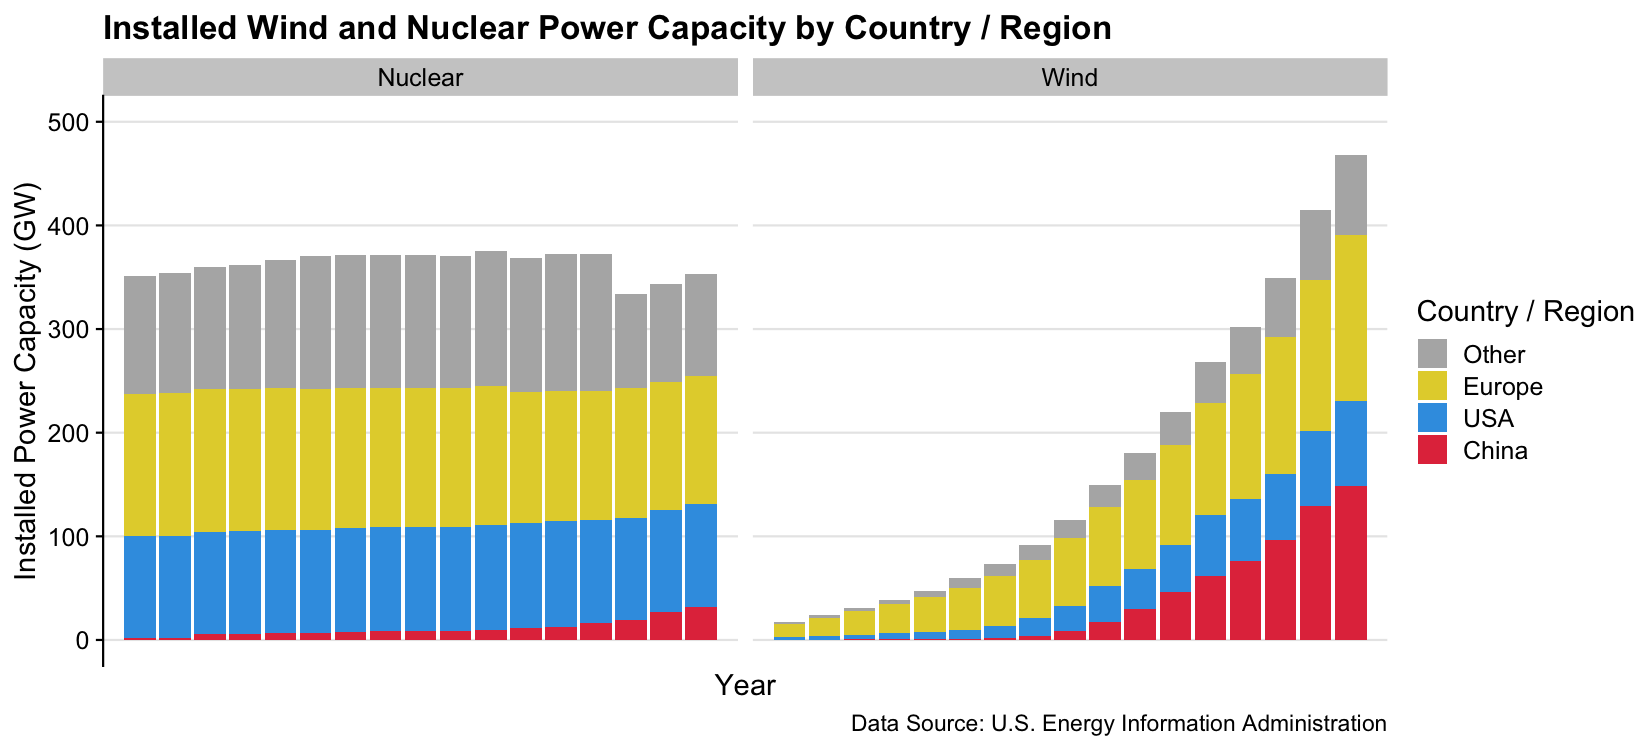 Installed Wind and Nuclear Power Capacity by Country / Region
Nuclear
Wind
Installed Power Capacity (GW)
500
400
300
200
100
0
Country / Region
Other
Europe
USA
China
Year
Data Source: U.S. Energy Information Administration